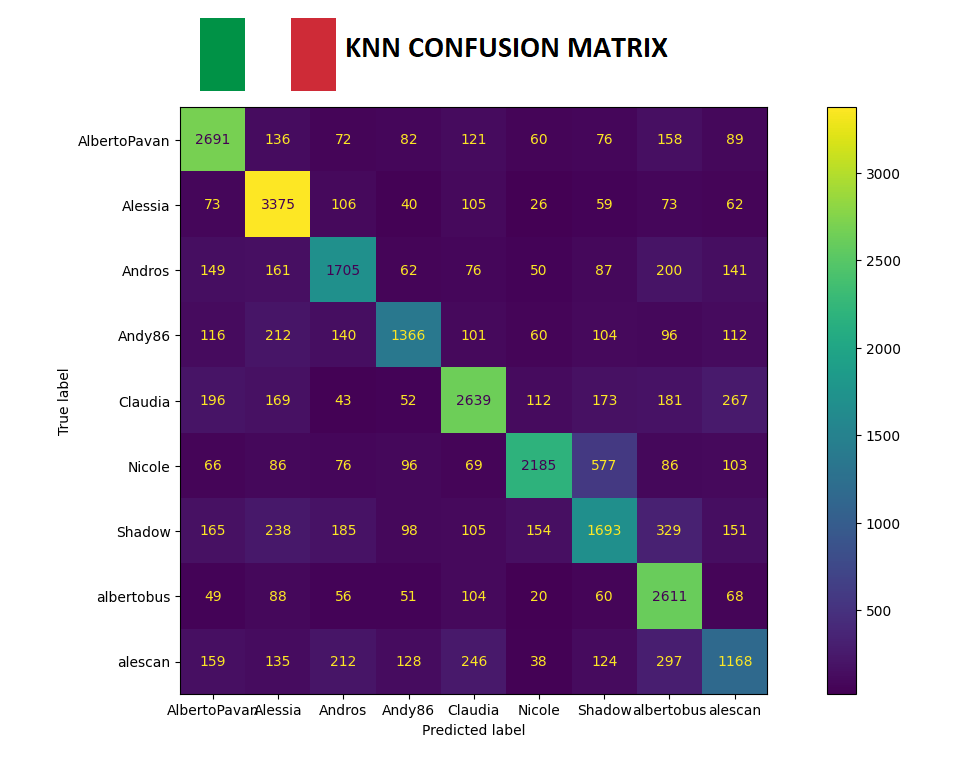 KNN CONFUSION MATRIX
AlbertoPavan 2691 136 72 82 121 60 76 158 89
Alessia 73 3375 106 40 105 26 59 73 62
Andros 149 161 1705 62 76 50 87 200 141
Andy86 116 212 140 1366 101 60 104 96 112
Claudia 196 169 43 52 2639 112 173 181 267
Nicole 66 86 76 96 69 2185 577 86 103
Shadow 165 238 185 98 105 154 1693 329 151
albertobus 49 88 56 51 104 20 60 2611 68
alescan 159 135 212 128 246 38 124 297 1168
AlbertoPavan Alessia Andros Andy86 Claudia Nicole Shadow albertobus alescan
Predicted label
True label
3000
2500
2000
1500
1000
500